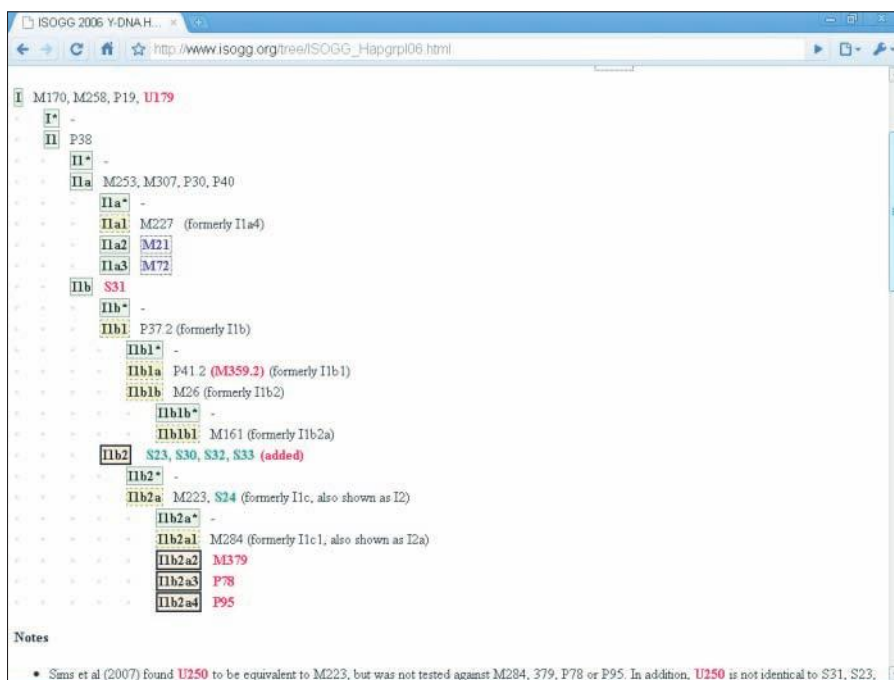 ISOGG 2006 Y-DNA H...
http://www.isogg.org/tree/ISOGG_Hapgrpl06.html
I M170, M258, P19, U179
I* -
I1 P38
I1* -
I1a M253, M307, P30, P40
I1a* -
I1a1 M227 (formerly I1a4)
I1a2 M21
I1a3 M72
I1b S31
I1b* -
I1b1 P37.2 (formerly I1b)
I1b1* -
I1b1a P41.2 (M359.2) (formerly I1b1)
I1b1b M26 (formerly I1b2)
I1b1b* -
I1b1b1 M161 (formerly I1b2a)
I1b2 S23, S30, S32, S33 (added)
I1b2* -
I1b2a M223, S24 (formerly I1c, also shown as I2)
I1b2a* -
I1b2a1 M284 (formerly I1c1, also shown as I2a)
I1b2a2 M379
I1b2a3 P78
I1b2a4 P95
Notes
• Sims et al (2007) found U250 to be equivalent to M223, but was not tested against M284, 379, P78 or P95. In addition, U250 is not identical to S31, S23,